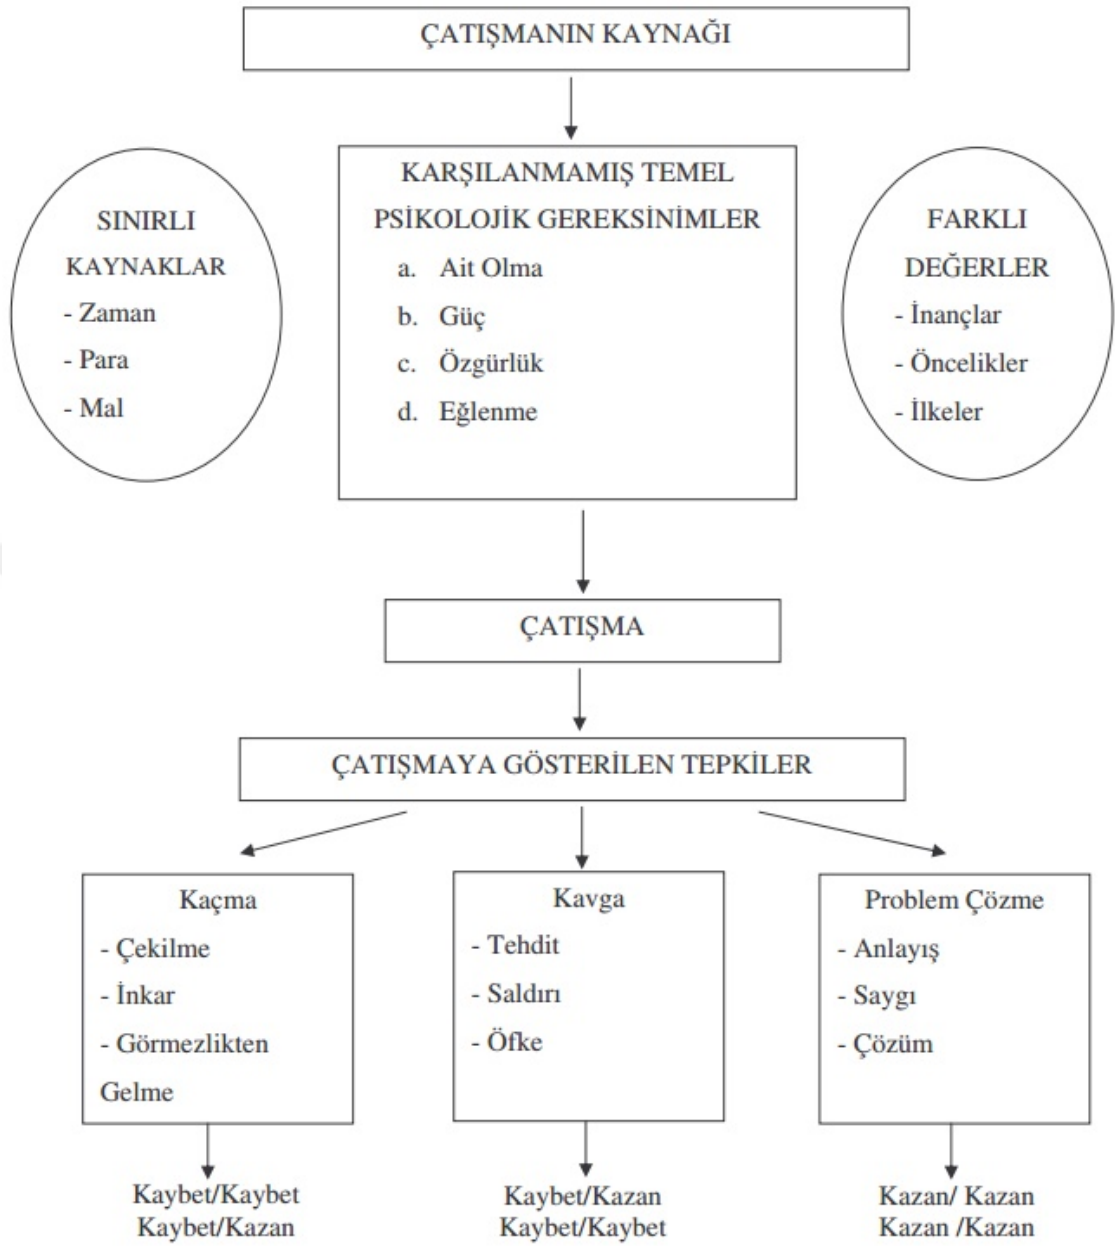 ÇATIŞMANIN KAYNAĞI
SINIRLI
KAYNAKLAR
- Zaman
- Para
- Mal
KARŞILANMAMIŞ TEMEL
PSİKOLOJİK GEREKSİNİMLER
a. Ait Olma
b. Güç
c. Özgürlük
d. Eğlenme
FARKLI
DEĞERLER
- İnançlar
- Öncelikler
- İlkeler
ÇATIŞMA
ÇATIŞMAYA GÖSTERİLEN TEPKİLER
Kaçma
- Çekilme
- İnkar
- Görmezlikten
Gelme
Kaybet/Kaybet
Kaybet/Kazan
Kavga
- Tehdit
- Saldırı
- Öfke
Kaybet/Kazan
Kaybet/Kaybet
Problem Çözme
- Anlayış
- Saygı
- Çözüm
Kazan/ Kazan
Kazan /Kazan